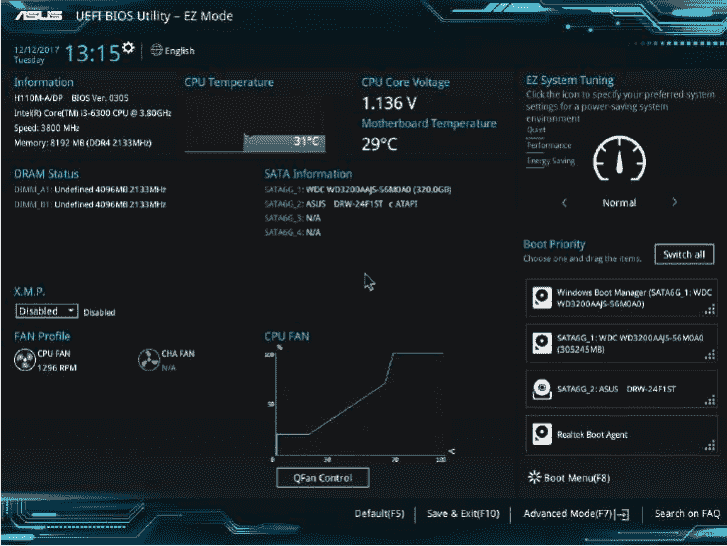 ASUS UEFI BIOS Utility – EZ Mode
12/12/2017
Tuesday
13:15
English
Information
H110M-A/DP BIOS Ver. 0305
Intel(R) Core(TM) i3-6300 CPU @ 3.80GHz
Speed: 3800 MHz
Memory: 8192 MB (DDR4 2133MHz)
CPU Temperature
31°C
CPU Core Voltage
1.136 V
Motherboard Temperature
29°C
EZ System Tuning
Click the icon to specify your preferred system
settings for a power-saving system
environment
Quiet
Performance
Energy Saving
Normal
DRAM Status
DIMM_A1: Undefined 4096MB 2133MHz
DIMM_B1: Undefined 4096MB 2133MHz
SATA Information
SATA6G_1: WDC WD3200AAJS-56M0A0 (320.0GB)
SATA6G_2: ASUS DRW-24F1ST c ATAPI
SATA6G_3: N/A
SATA6G_4: N/A
Boot Priority
Choose one and drag the items.
Switch all
Windows Boot Manager (SATA6G_1: WDC
WD3200AAJS-56M0A0)
SATA6G_1: WDC WD3200AAJS-56M0A0
(305245MB)
SATA6G_2: ASUS DRW-24F1ST
Realtek Boot Agent
Boot Menu(F8)
X.M.P.
Disabled
Disabled
FAN Profile
CPU FAN
1296 RPM
CHA FAN
N/A
CPU FAN
%
100
50
0 30 70 100
°C
QFan Control
Default(F5)
Save & Exit(F10)
Advanced Mode(F7)
Search on FAQ